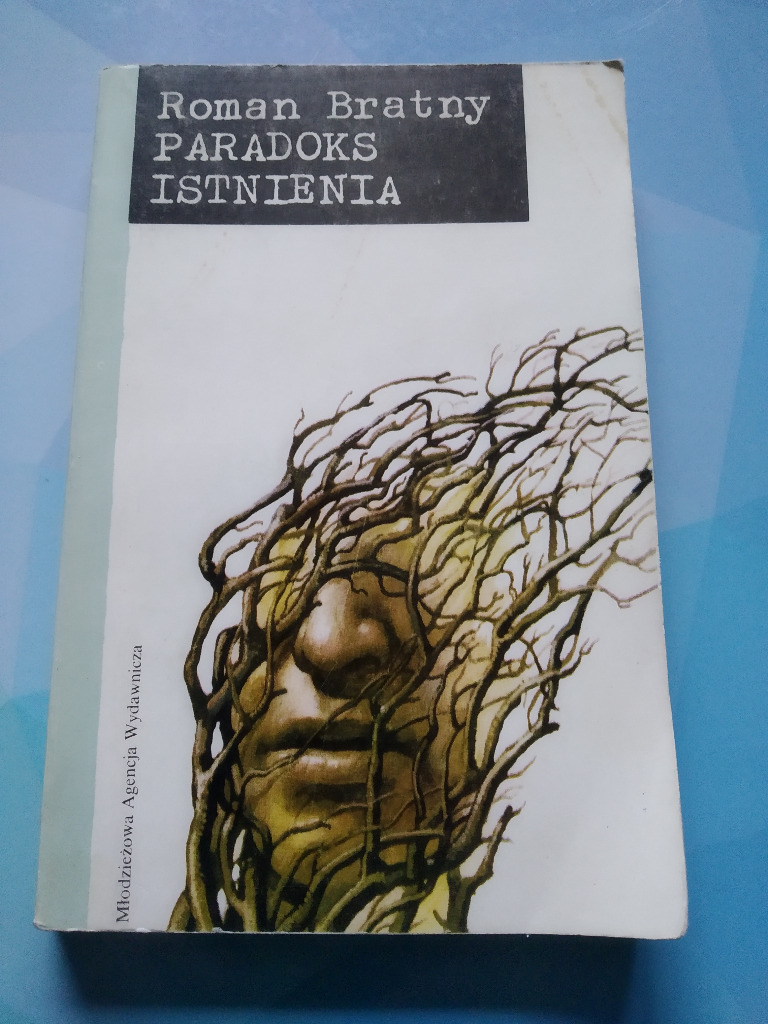 Roman Bratny
PARADOKS
ISTNIENIA
Młodzieżowa Agencja Wydawnicza